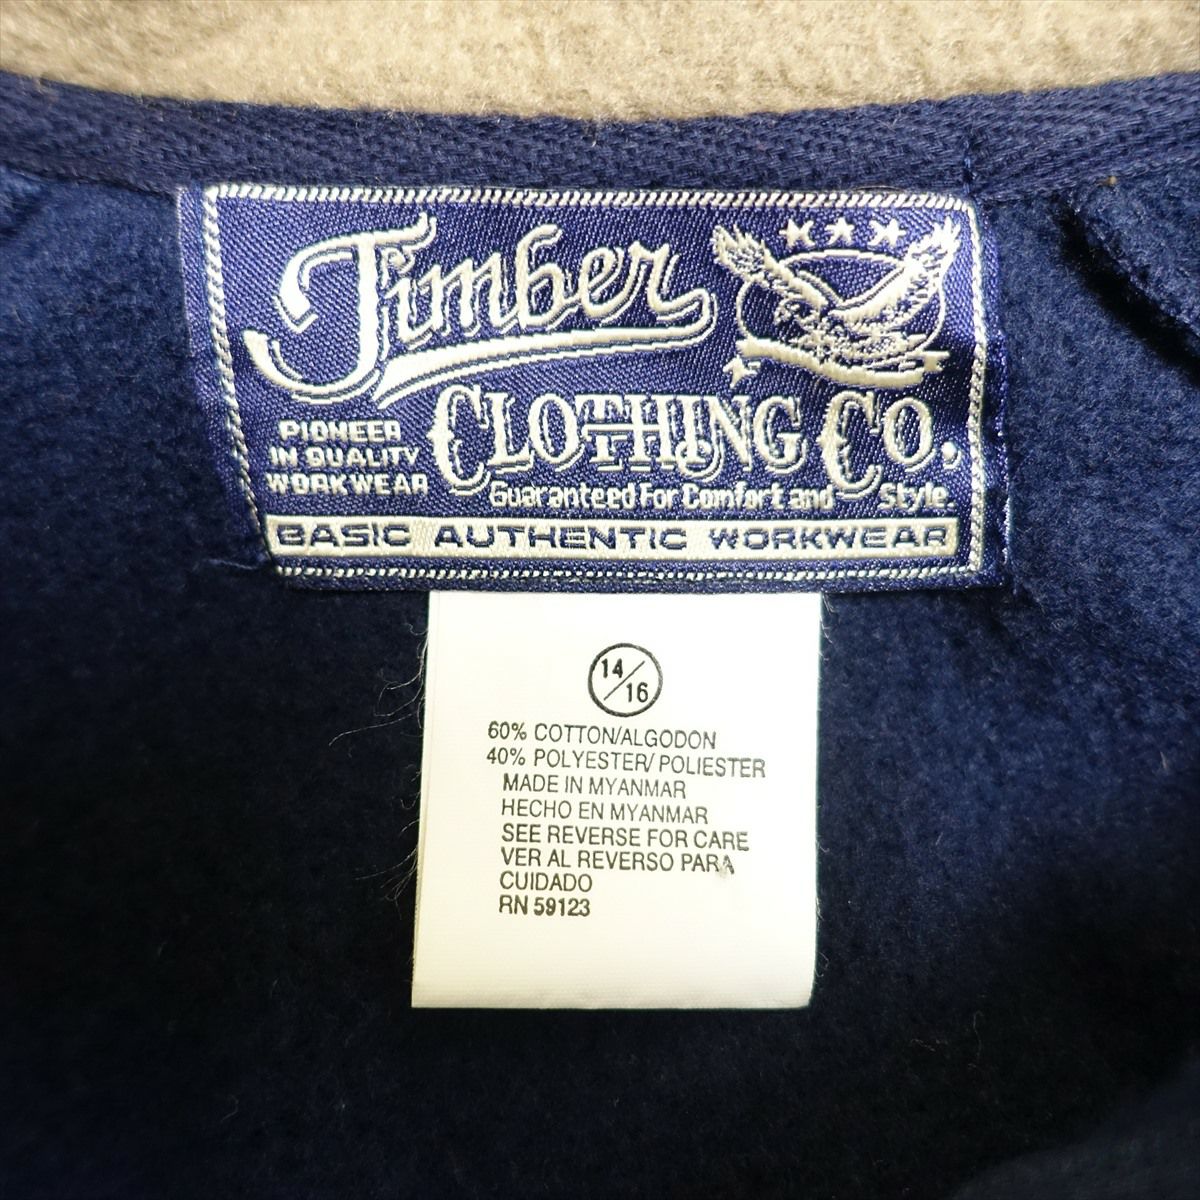 Timber
CLOTHING CO.
PIONEER
IN QUALITY
WORKWEAR
Guaranteed For Comfort and Style.
BASIC AUTHENTIC WORKWEAR
14/16
60% COTTON/ALGODON
40% POLYESTER/ POLIESTER
MADE IN MYANMAR
HECHO EN MYANMAR
SEE REVERSE FOR CARE
VER AL REVERSO PARA
CUIDADO
RN 59123